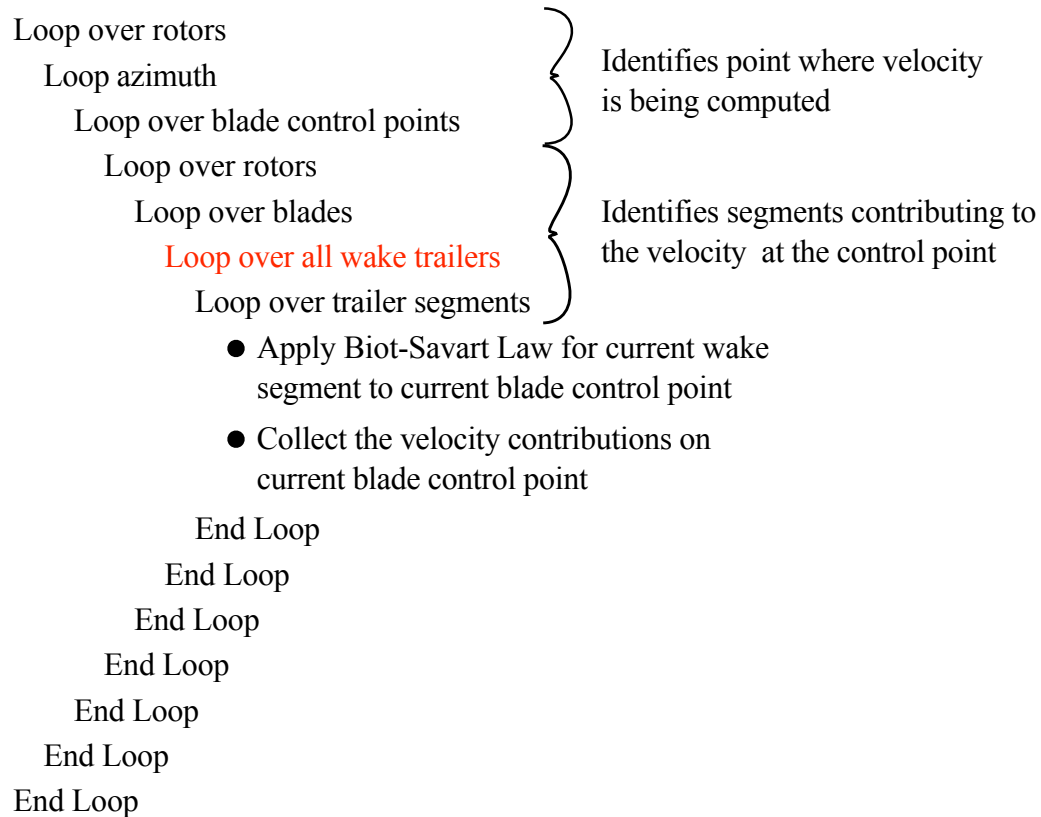 Loop over rotors
Loop azimuth
Loop over blade control points
Identifies point where velocity
is being computed
Loop over rotors
Loop over blades
Loop over all wake trailers
Loop over trailer segments
Identifies segments contributing to
the velocity at the control point
● Apply Biot-Savart Law for current wake
segment to current blade control point
● Collect the velocity contributions on
current blade control point
End Loop
End Loop
End Loop
End Loop
End Loop
End Loop
End Loop